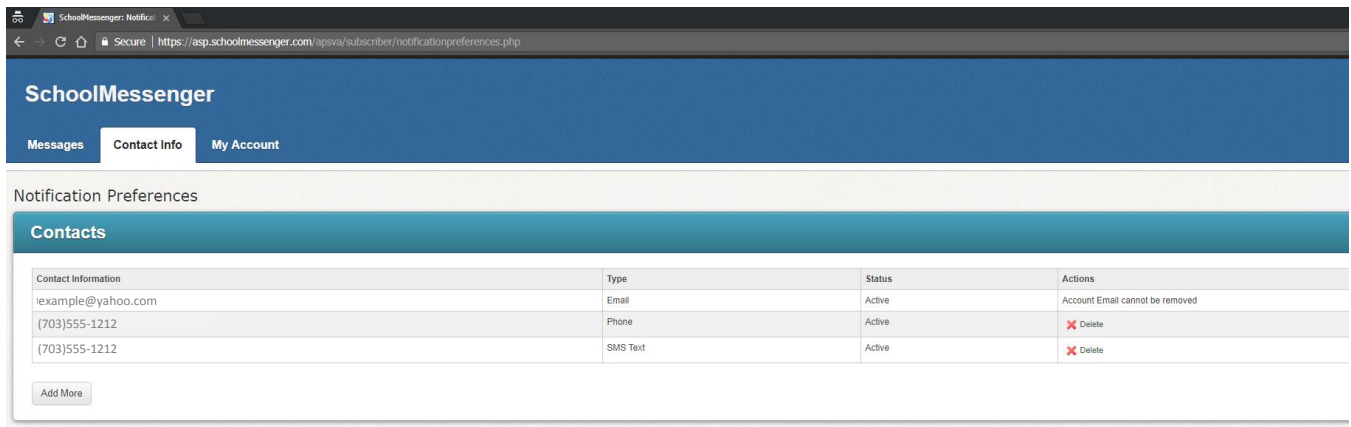 SchoolMessenger: Notificat
Secure | https://asp.schoolmessenger.com/apsva/subscriber/notificationpreferences.php
SchoolMessenger
Messages Contact Info My Account
Notification Preferences
Contacts
Contact Information Type Status Actions
example@yahoo.com Email Active Account Email cannot be removed
(703)555-1212 Phone Active Delete
(703)555-1212 SMS Text Active Delete
Add More